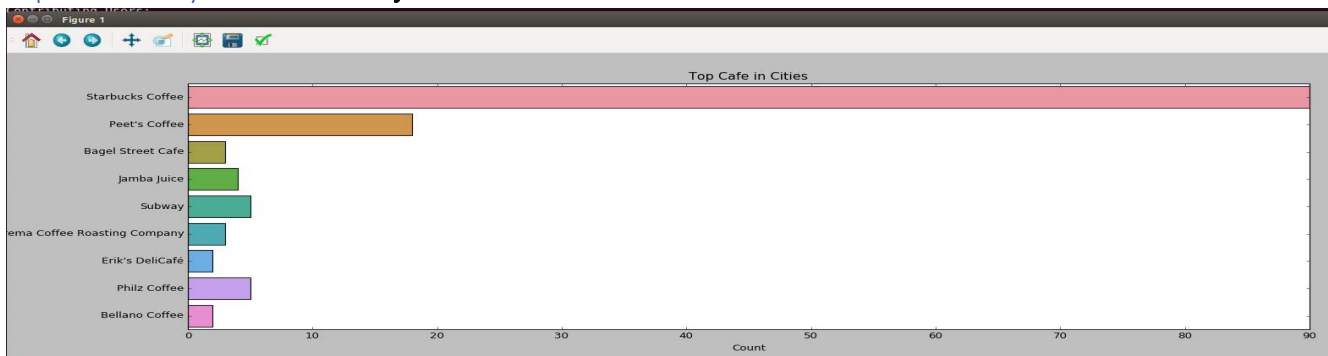 Figure 1
Top Cafe in Cities
Starbucks Coffee
Peet's Coffee
Bagel Street Cafe
Jamba Juice
Subway
ema Coffee Roasting Company
Erik's DeliCafé
Philz Coffee
Bellano Coffee
0 10 20 30 40 50 60 70 80 90
Count